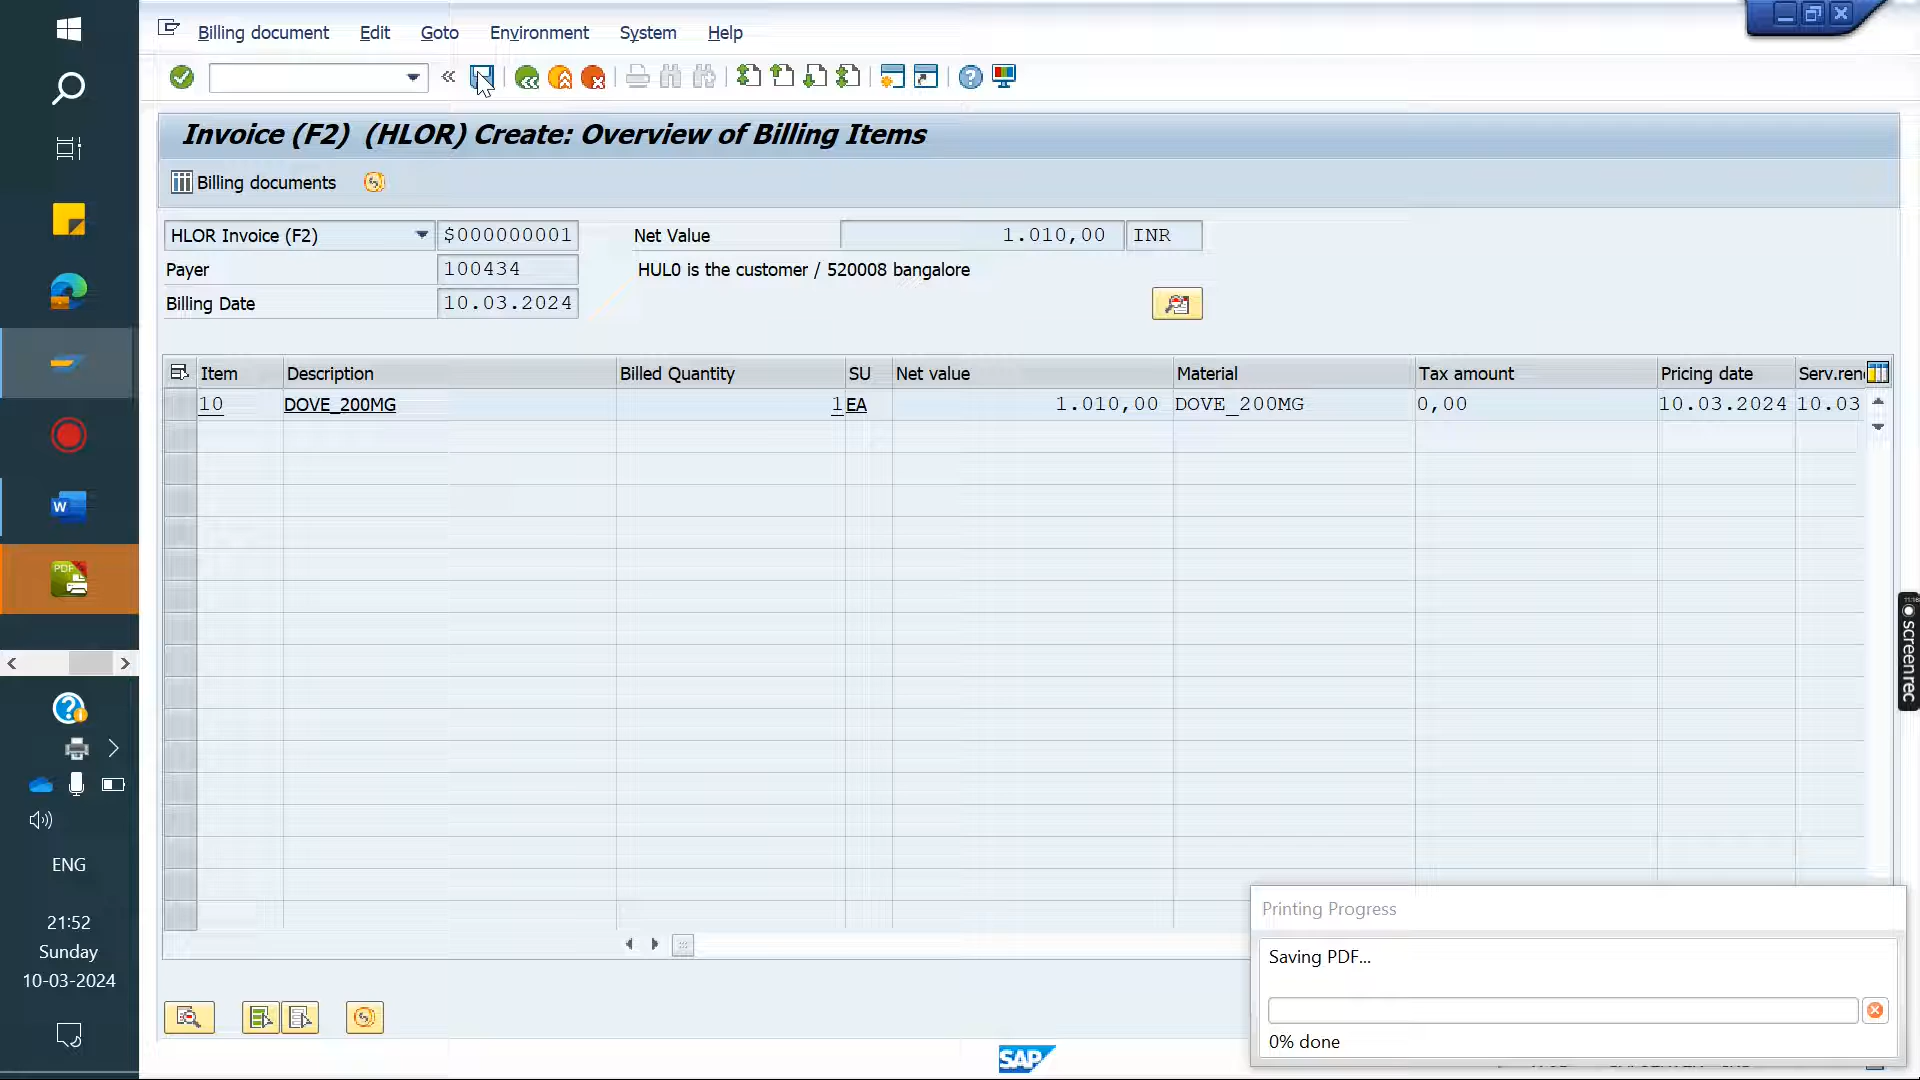 Billing document Edit Goto Environment System Help
«
Invoice (F2) (HLOR) Create: Overview of Billing Items
Billing documents
HLOR Invoice (F2) $000000001 Net Value 1.010,00 INR
Payer 100434 HUL0 is the customer / 520008 bangalore
Billing Date 10.03.2024
Item Description Billed Quantity SU Net value Material Tax amount Pricing date Serv.ren
10 DOVE_200MG 1 EA 1.010,00 DOVE_200MG 0,00 10.03.2024 10.03
W
PDF
screenrec
ENG
21:52
Sunday
10-03-2024
Printing Progress
Saving PDF...
0% done
SAP